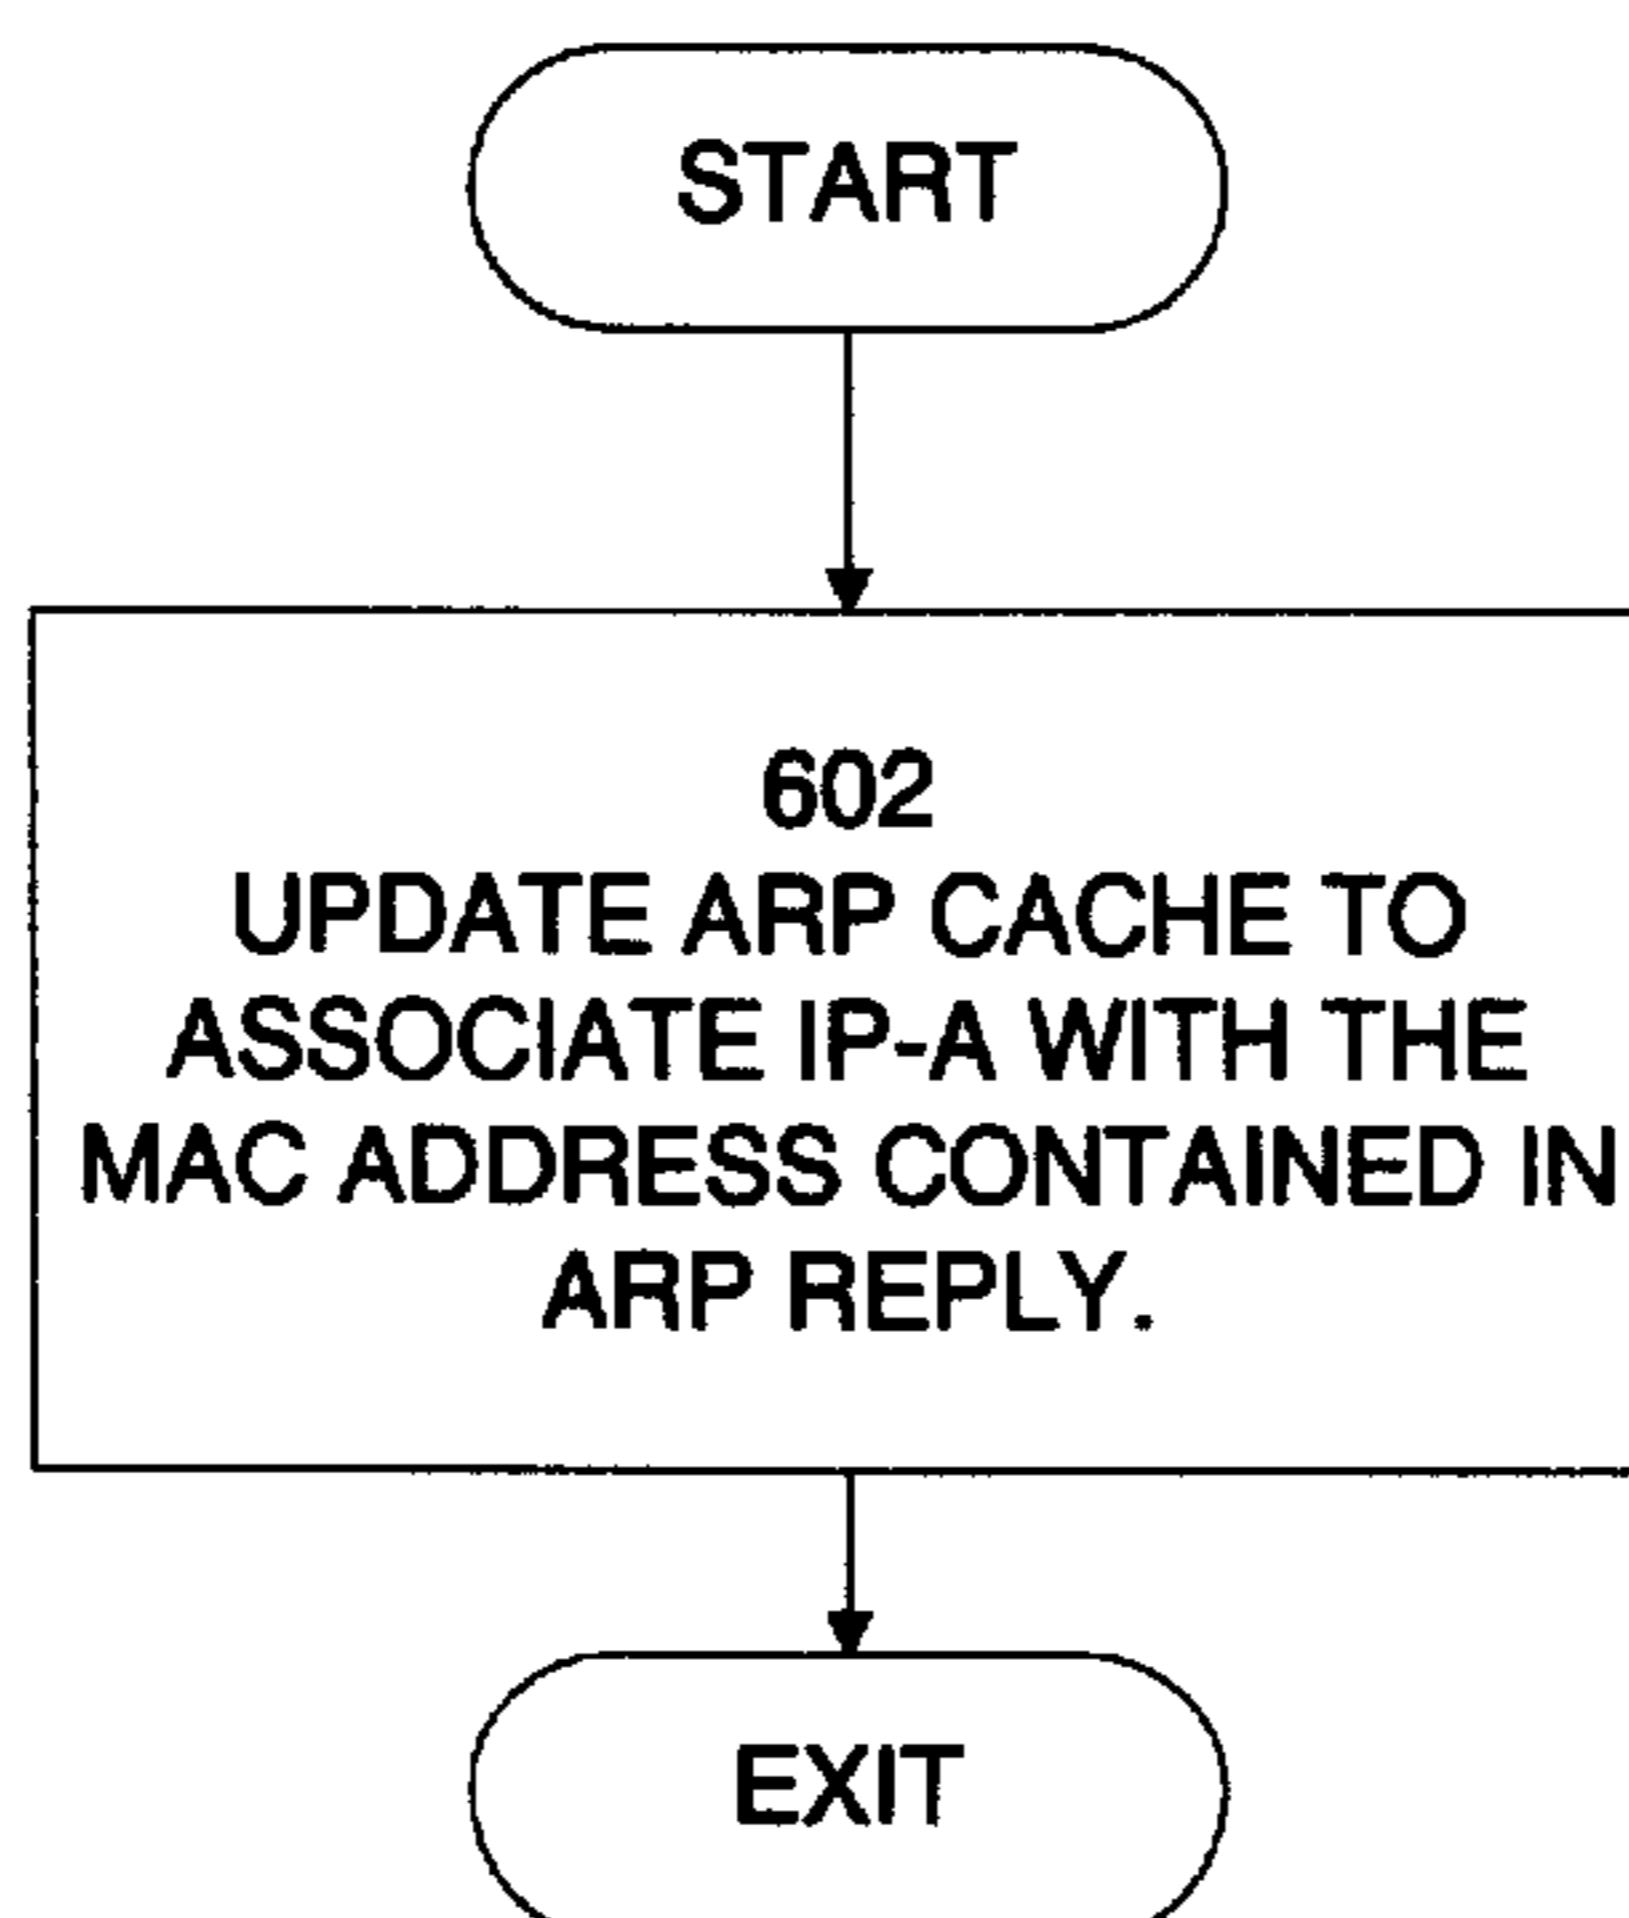 START
602
UPDATE ARP CACHE TO
ASSOCIATE IP-A WITH THE
MAC ADDRESS CONTAINED IN
ARP REPLY.
EXIT